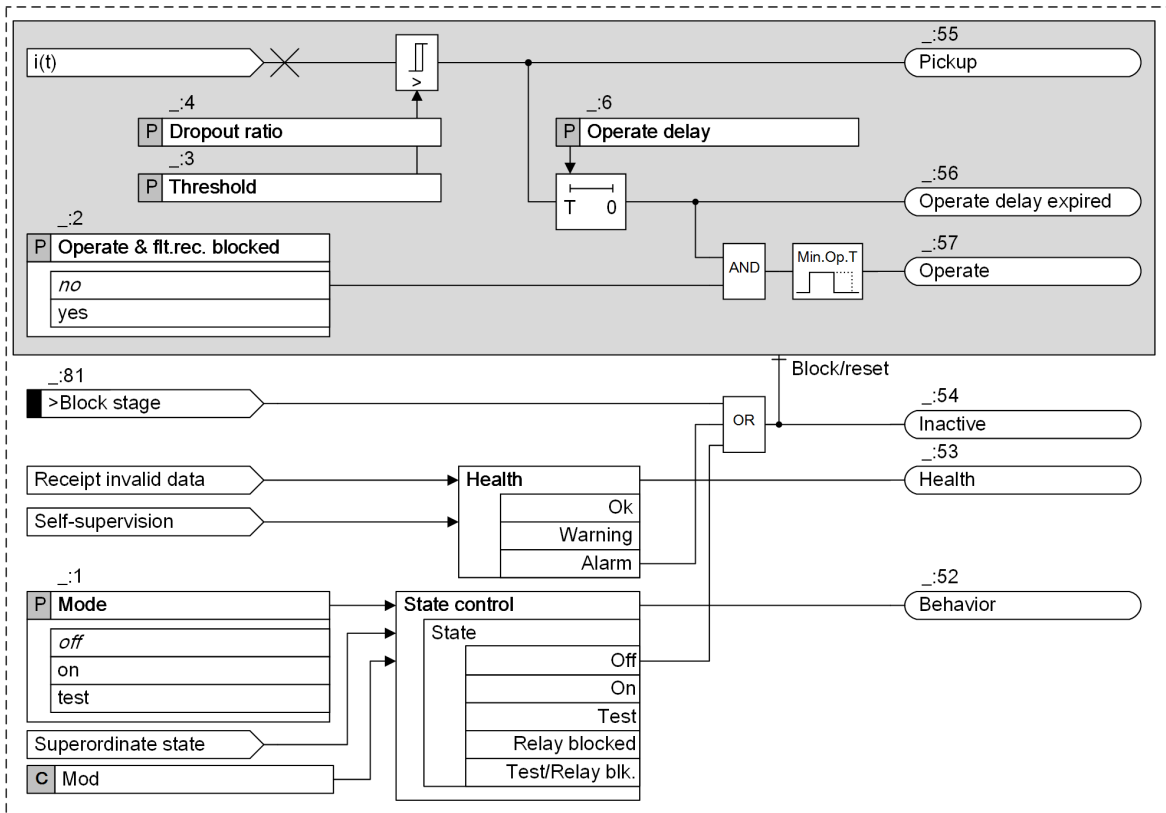 _:55
i(t)
>
Pickup
_:4
_:6
P Dropout ratio
P Operate delay
_:3
P Threshold
_:56
T 0
Operate delay expired
_:2
P Operate & flt.rec. blocked
_:57
AND
Min.Op.T
Operate
no
yes
Block/reset
_:81
>Block stage
_:54
OR
Inactive
_:53
Receipt invalid data
Health
Health
Ok
Self-supervision
Warning
Alarm
_:1
_:52
P Mode
State control
Behavior
off
State
on
Off
test
On
Test
Superordinate state
Relay blocked
C Mod
Test/Relay blk.